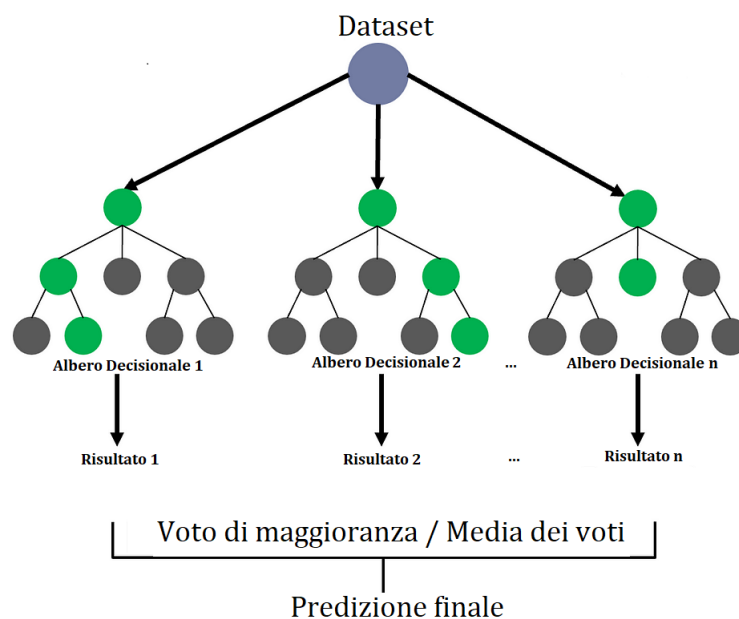 Dataset
Albero Decisionale 1
Albero Decisionale 2
...
Albero Decisionale n
Risultato 1
Risultato 2
...
Risultato n
Voto di maggioranza / Media dei voti
Predizione finale